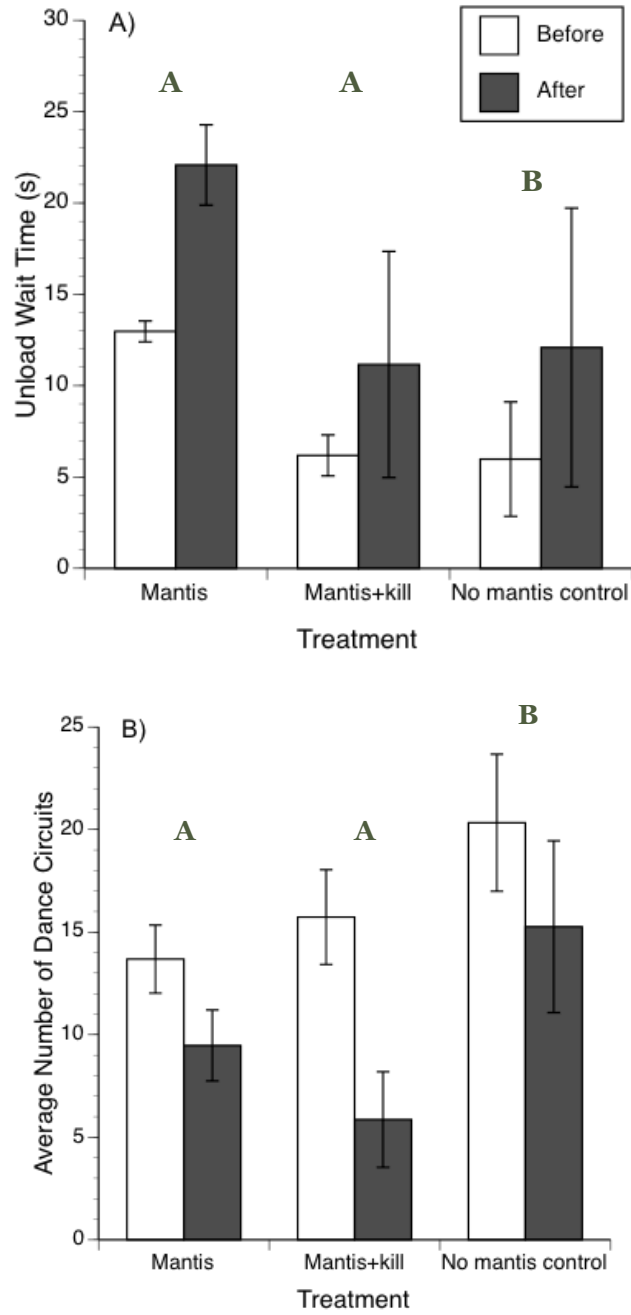 A)
Before
After
A
A
B
30
25
20
15
10
5
0
Unload Wait Time (s)
Mantis
Mantis+kill
No mantis control
Treatment
B)
A
A
B
25
20
15
10
5
0
Average Number of Dance Circuits
Mantis
Mantis+kill
No mantis control
Treatment